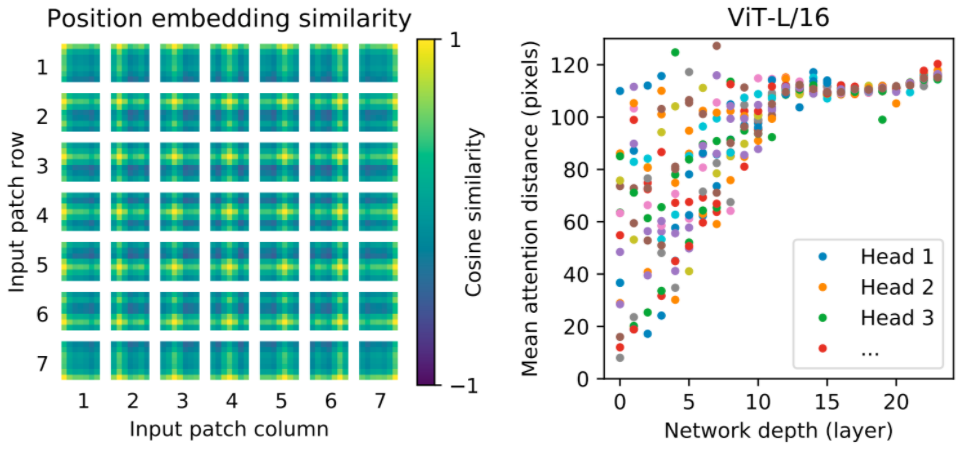 Position embedding similarity
Input patch row
1
2
3
4
5
6
7
1 2 3 4 5 6 7
Input patch column
1
−1
Cosine similarity
ViT-L/16
Mean attention distance (pixels)
120
100
80
60
40
20
0
0 5 10 15 20
Network depth (layer)
Head 1
Head 2
Head 3
...